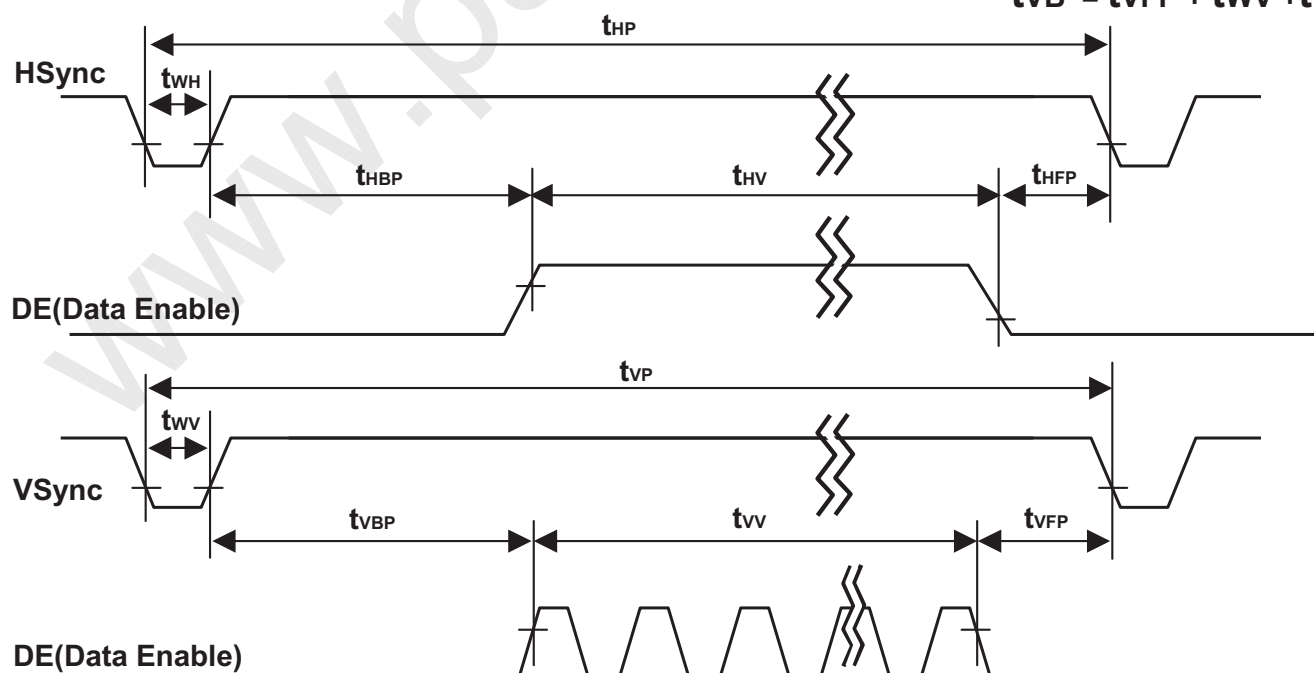 tVB = tVFP + tWV +t
tHP
HSync
tWH
tHBP
tHV
tHFP
DE(Data Enable)
tVP
tWV
VSync
tVBP
tVV
tVFP
DE(Data Enable)
www.p